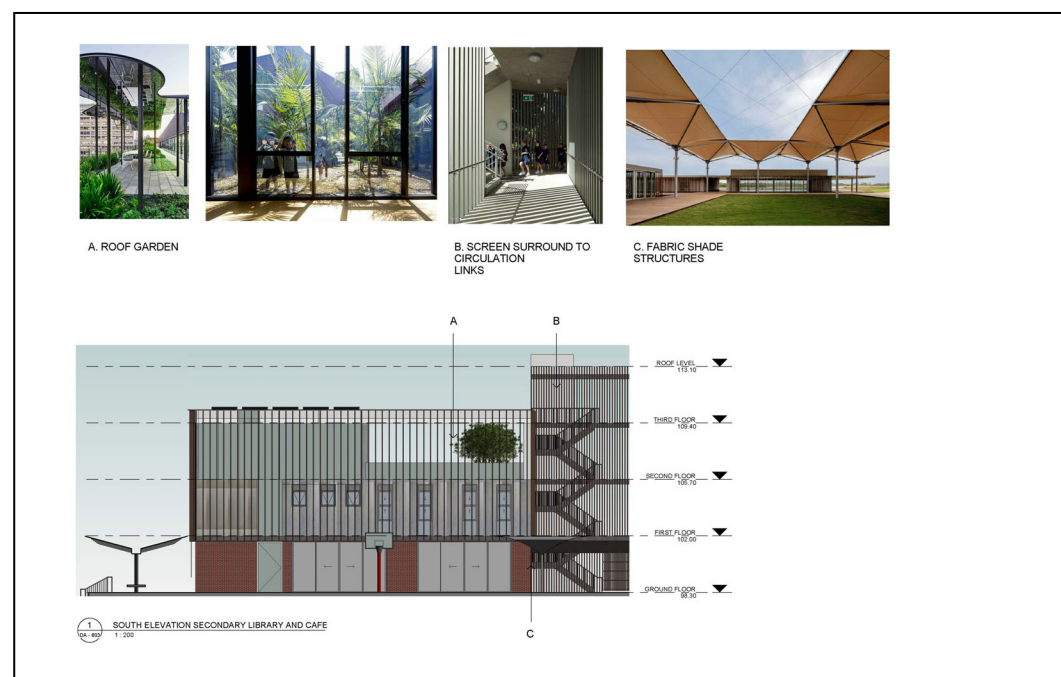 A. ROOF GARDEN
B. SCREEN SURROUND TO
CIRCULATION
LINKS
C. FABRIC SHADE
STRUCTURES
A
B
ROOF LEVEL
113.10
THIRD FLOOR
109.40
SECOND FLOOR
105.70
FIRST FLOOR
102.00
GROUND FLOOR
98.30
1
SOUTH ELEVATION SECONDARY LIBRARY AND CAFE
DA - 603
1 : 200
C